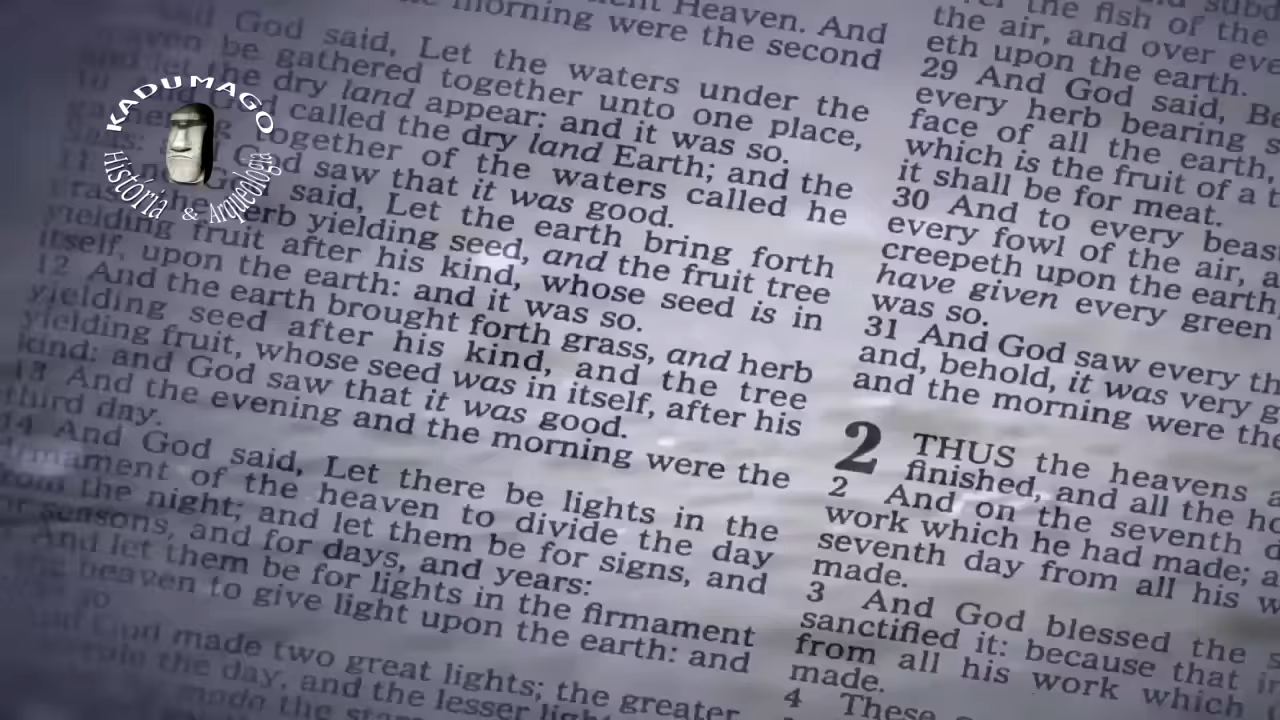 KADUMAGO
História & Arqueologia
Heaven. And
morning were the second
God said, Let the waters under the
be gathered together unto one place,
the dry land appear: and it was so.
called the dry land Earth; and the
together of the waters called he
God saw that it was good.
said, Let the earth bring forth
herb yielding seed, and the fruit tree
yielding fruit after his kind, whose seed is in
itself, upon the earth: and it was so.
12 And the earth brought forth grass, and herb
yielding seed after his kind, and the tree
yielding fruit, whose seed was in itself, after his
kind: and God saw that it was good.
13 And the evening and the morning were the
third day.
14 And God said, Let there be lights in the
firmament of the heaven to divide the day
from the night; and let them be for signs, and
seasons, and for days, and years:
And let them be for lights in the firmament
heaven to give light upon the earth: and
so
God made two great lights; the greater
the day, and the lesser light
made the
the fish of the
the air, and over
eth upon the earth.
29 And God said,
every herb bearing
face of all the earth,
which is the fruit of a
it shall be for meat.
30 And to every
every fowl of the air,
creepeth upon the earth,
have given every green
was so.
31 And God saw every
and, behold, it was very
and the morning were
2 THUS the heavens
finished, and all the
2 And on the seventh
work which he had made;
seventh day from all his
made.
3 And God blessed the
sanctified it: because that
from all his work which
made.
4 These